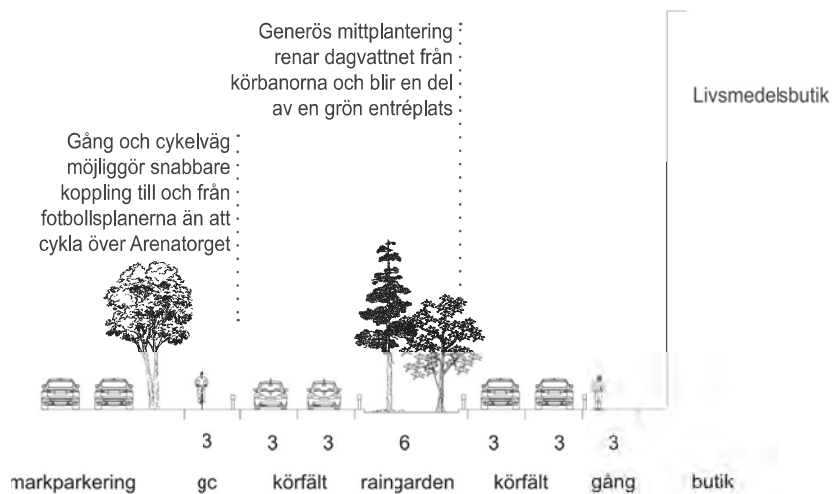 Generös mittplantering
renar dagvattnet från
körbanorna och blir en del
av en grön entréplats
Livsmedelsbutik
Gång och cykelväg
möjliggör snabbare
koppling till och från
fotbollsplanerna än att
cykla över Arenatorget
3 3 3 6 3 3 3
markparkering gc körfält raingarden körfält gång butik